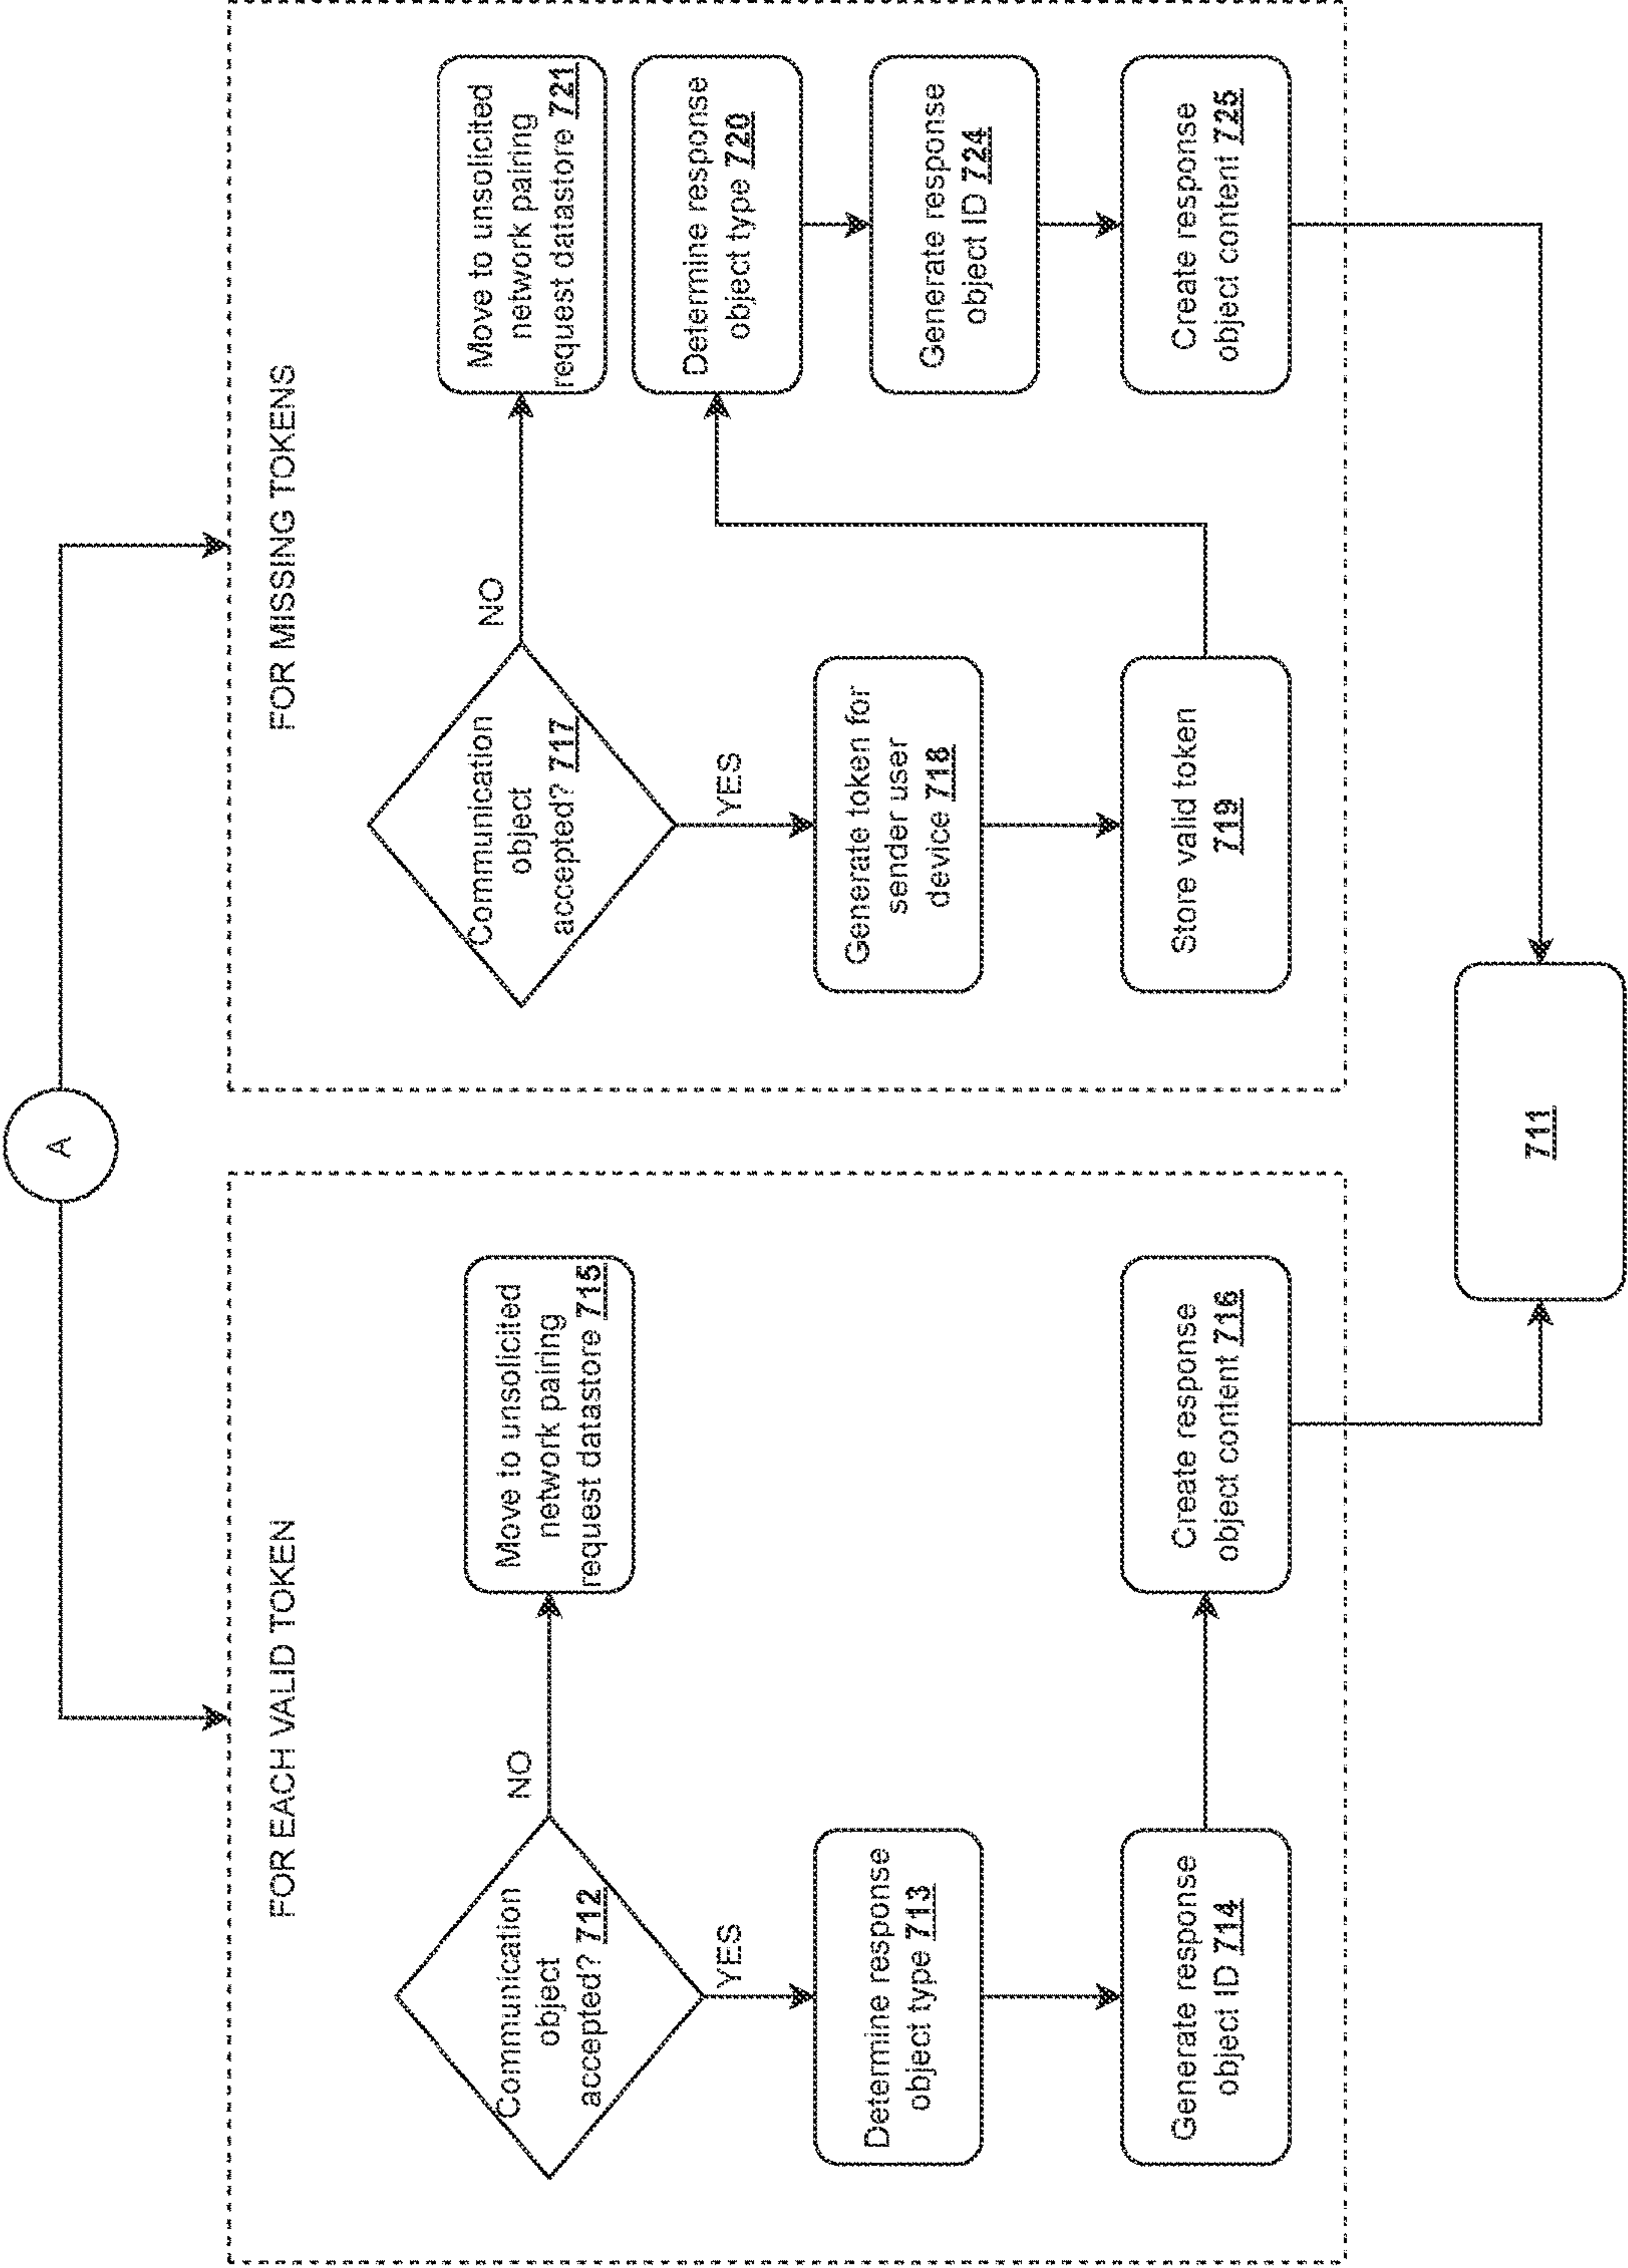 A
FOR EACH VALID TOKEN
Communication
object
accepted? 712
NO
Move to unsolicited
network pairing
request datastore 715
YES
Determine response
object type 713
Generate response
object ID 714
Create response
object content 716
FOR MISSING TOKENS
Communication
object
accepted? 717
NO
Move to unsolicited
network pairing
request datastore 721
YES
Generate token for
sender user
device 718
Store valid token
719
Determine response
object type 720
Generate response
object ID 724
Create response
object content 725
711